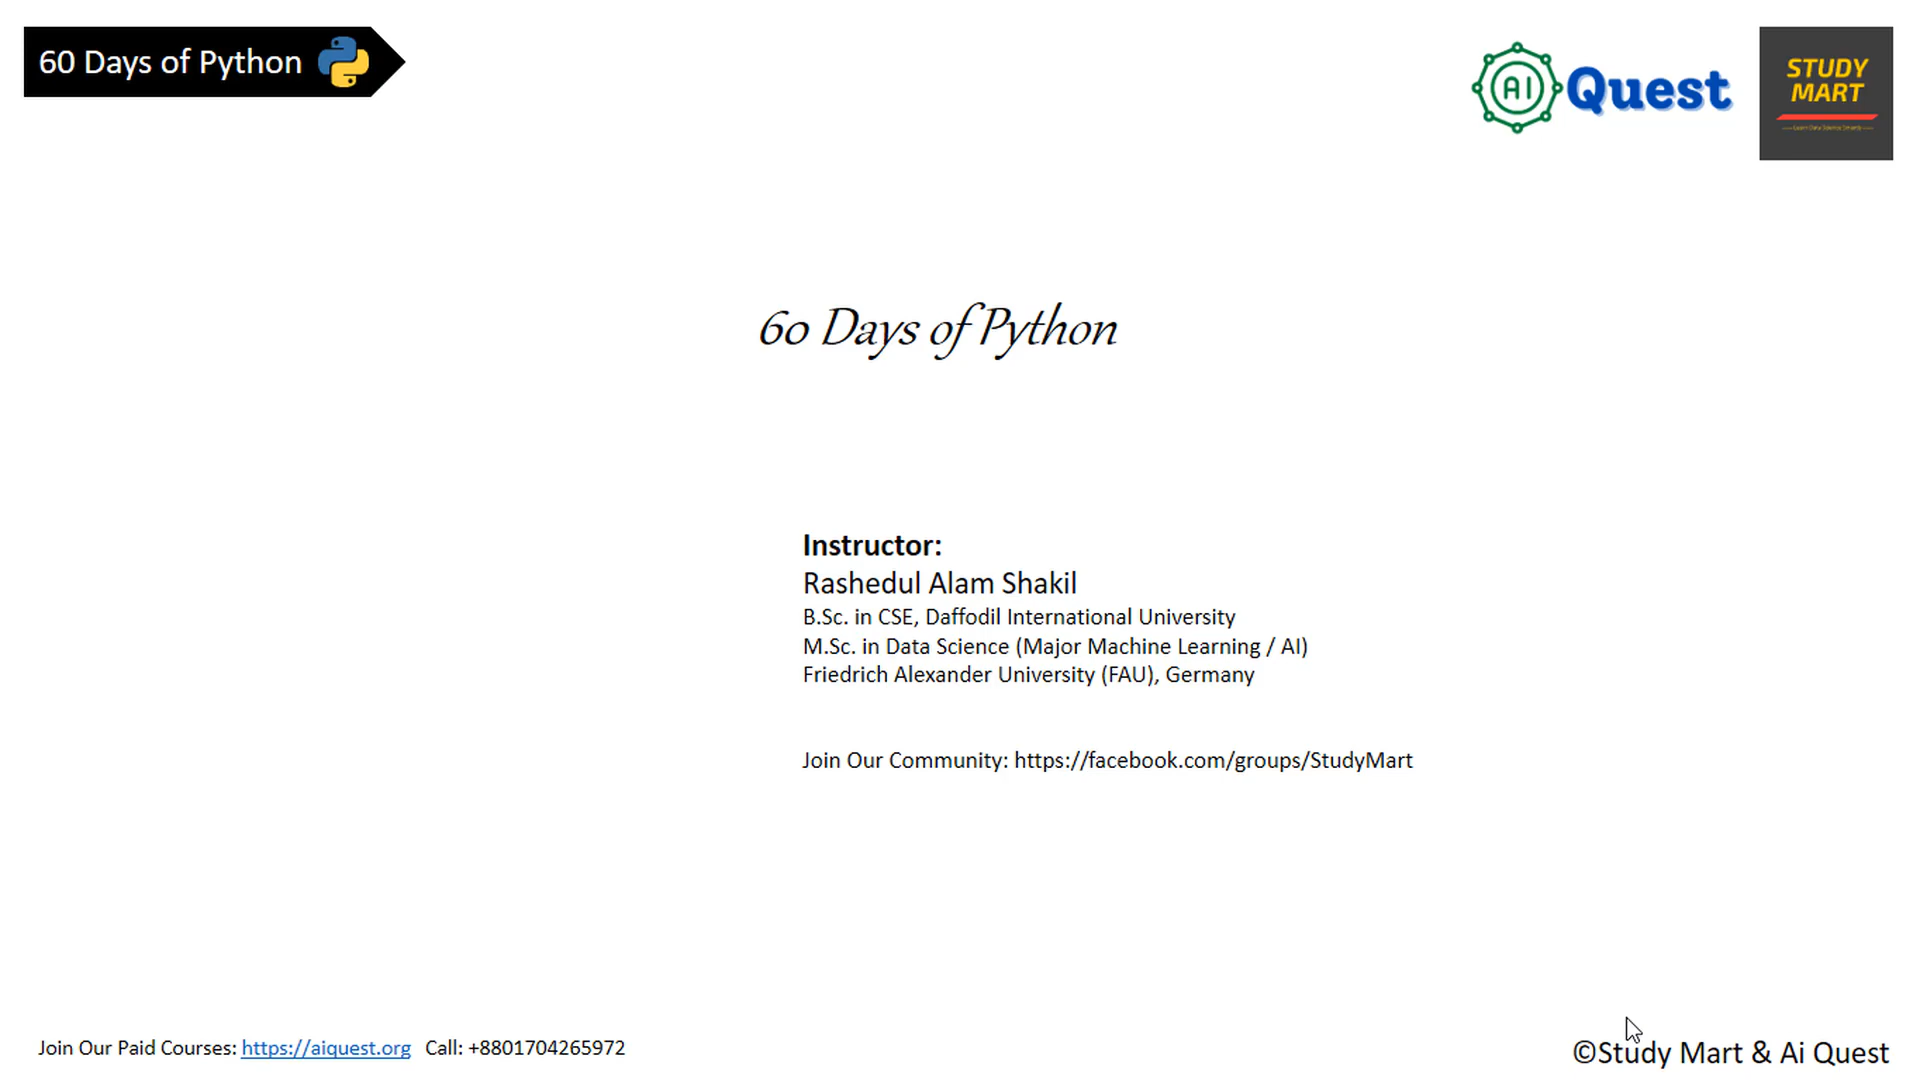 60 Days of Python
AI Quest
STUDY
MART
60 Days of Python
Instructor:
Rashedul Alam Shakil
B.Sc. in CSE, Daffodil International University
M.Sc. in Data Science (Major Machine Learning / AI)
Friedrich Alexander University (FAU), Germany
Join Our Community: https://facebook.com/groups/StudyMart
Join Our Paid Courses: https://aiquest.org Call: +8801704265972
©Study Mart & Ai Quest